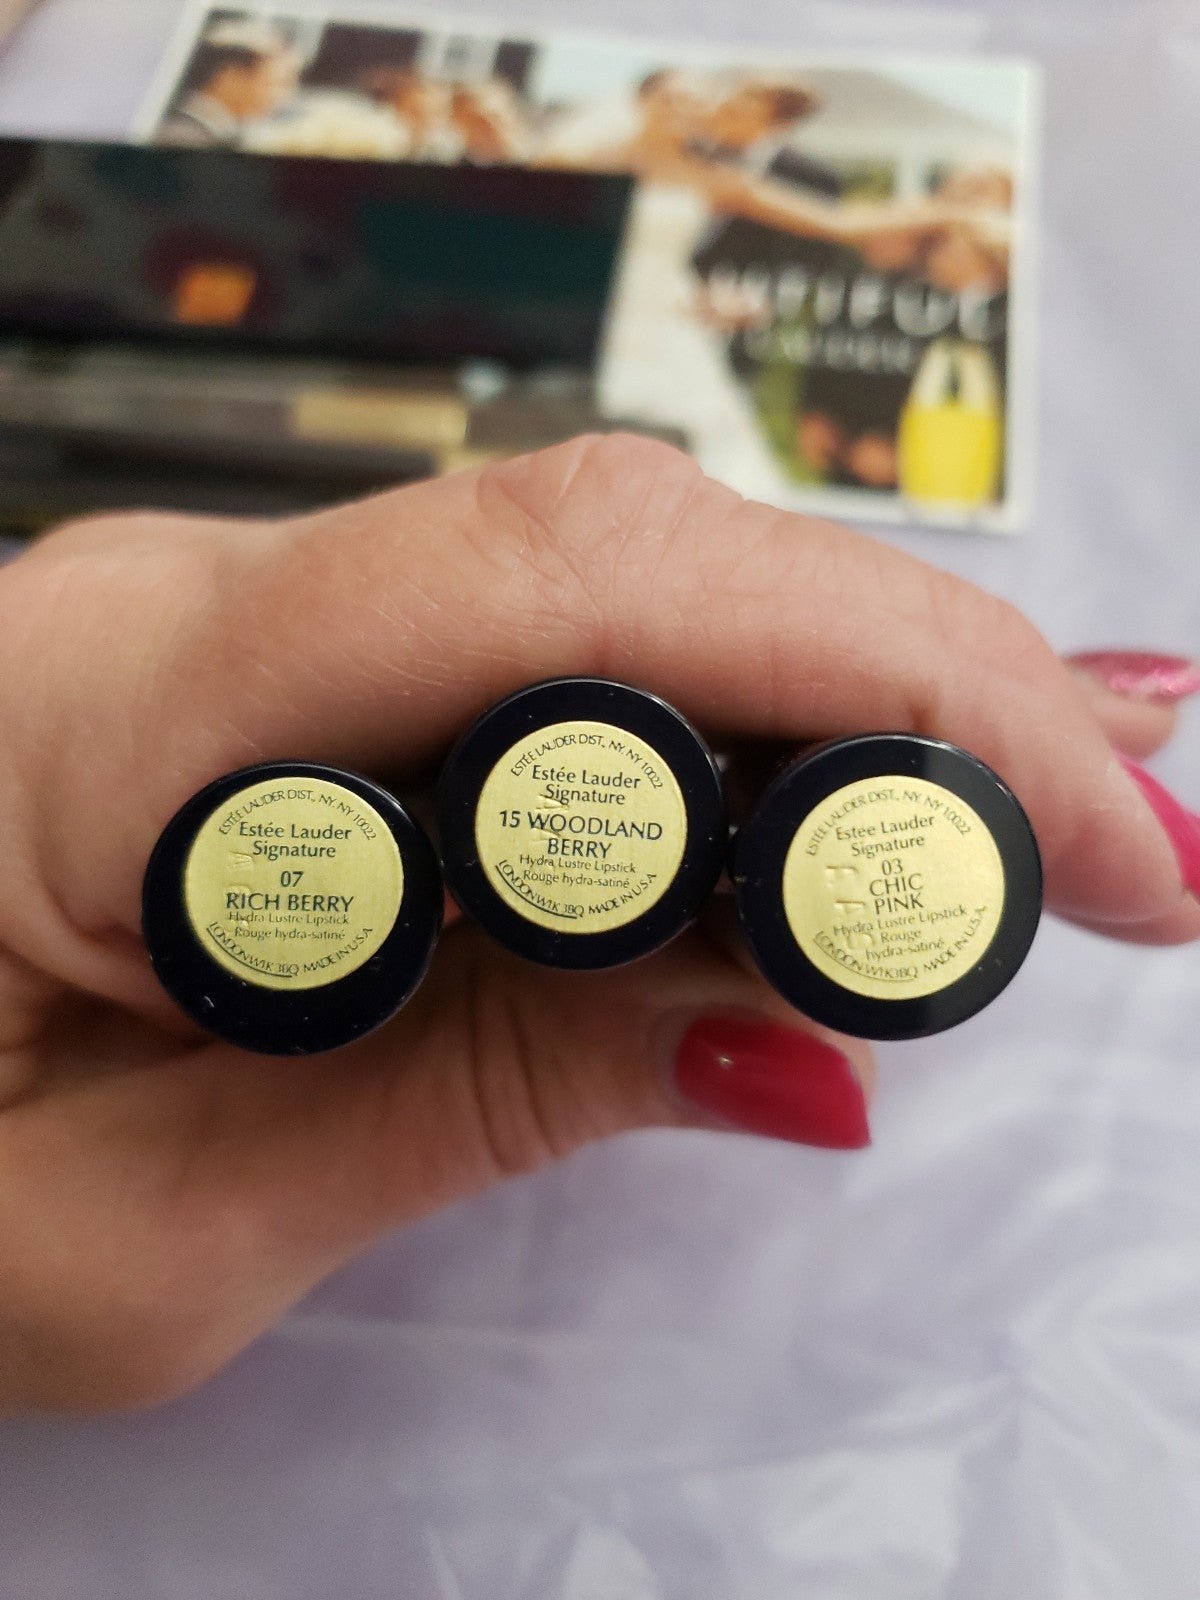 UTIFUL
LAUDER
ESTÉE LAUDER DIST., NY, NY 10022
Estée Lauder
Signature
07
RICH BERRY
Hydra Lustre Lipstick
Rouge hydra-satiné
LONDON W1K 3BQ MADE IN U.S.A
ESTÉE LAUDER DIST., NY, NY 10022
Estée Lauder
Signature
15 WOODLAND
BERRY
Hydra Lustre Lipstick
Rouge hydra-satiné
LONDON W1K 3BQ MADE IN U.S.A
ESTÉE LAUDER DIST., NY, NY 10022
Estée Lauder
Signature
03
CHIC
PINK
Hydra Lustre Lipstick
Rouge
hydra-satiné
LONDON W1K 3BQ MADE IN U.S.A